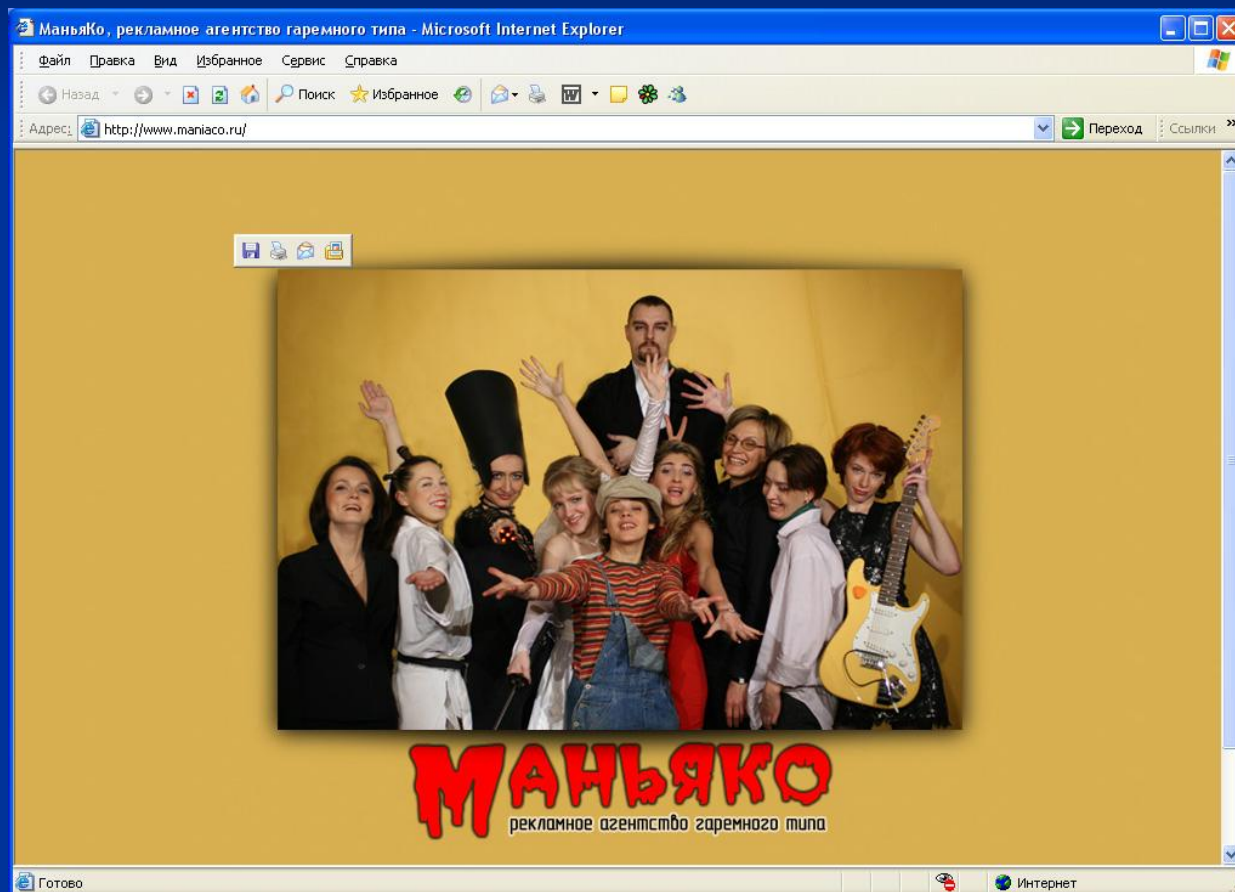 МаньяКо, рекламное агентство гаремного типа - Microsoft Internet Explorer
Файл Правка Вид Избранное Сервис Справка
Назад Поиск Избранное
Адрес: http://www.maniaco.ru/ Переход Ссылки »
МАНЬЯКО
рекламное агентство гаремного типа
Готово Интернет